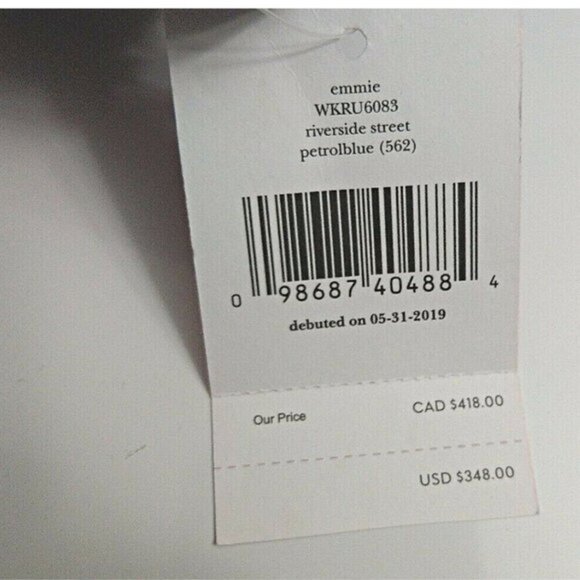 emmie
WKRU6083
riverside street
petrolblue (562)
0 98687 40488 4
debuted on 05-31-2019
Our Price CAD $418.00
USD $348.00